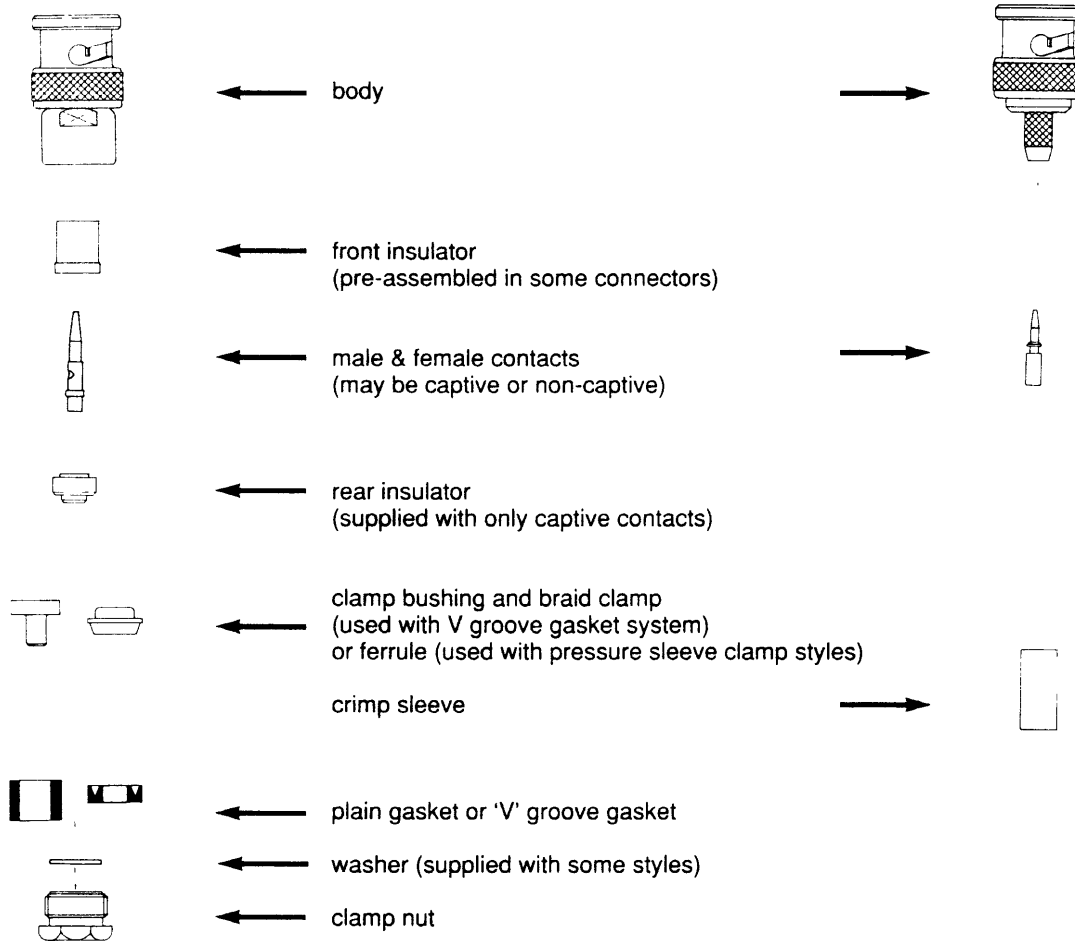 body
front insulator
(pre-assembled in some connectors)
male & female contacts
(may be captive or non-captive)
rear insulator
(supplied with only captive contacts)
clamp bushing and braid clamp
(used with V groove gasket system)
or ferrule (used with pressure sleeve clamp styles)
crimp sleeve
plain gasket or ‘V’ groove gasket
washer (supplied with some styles)
clamp nut